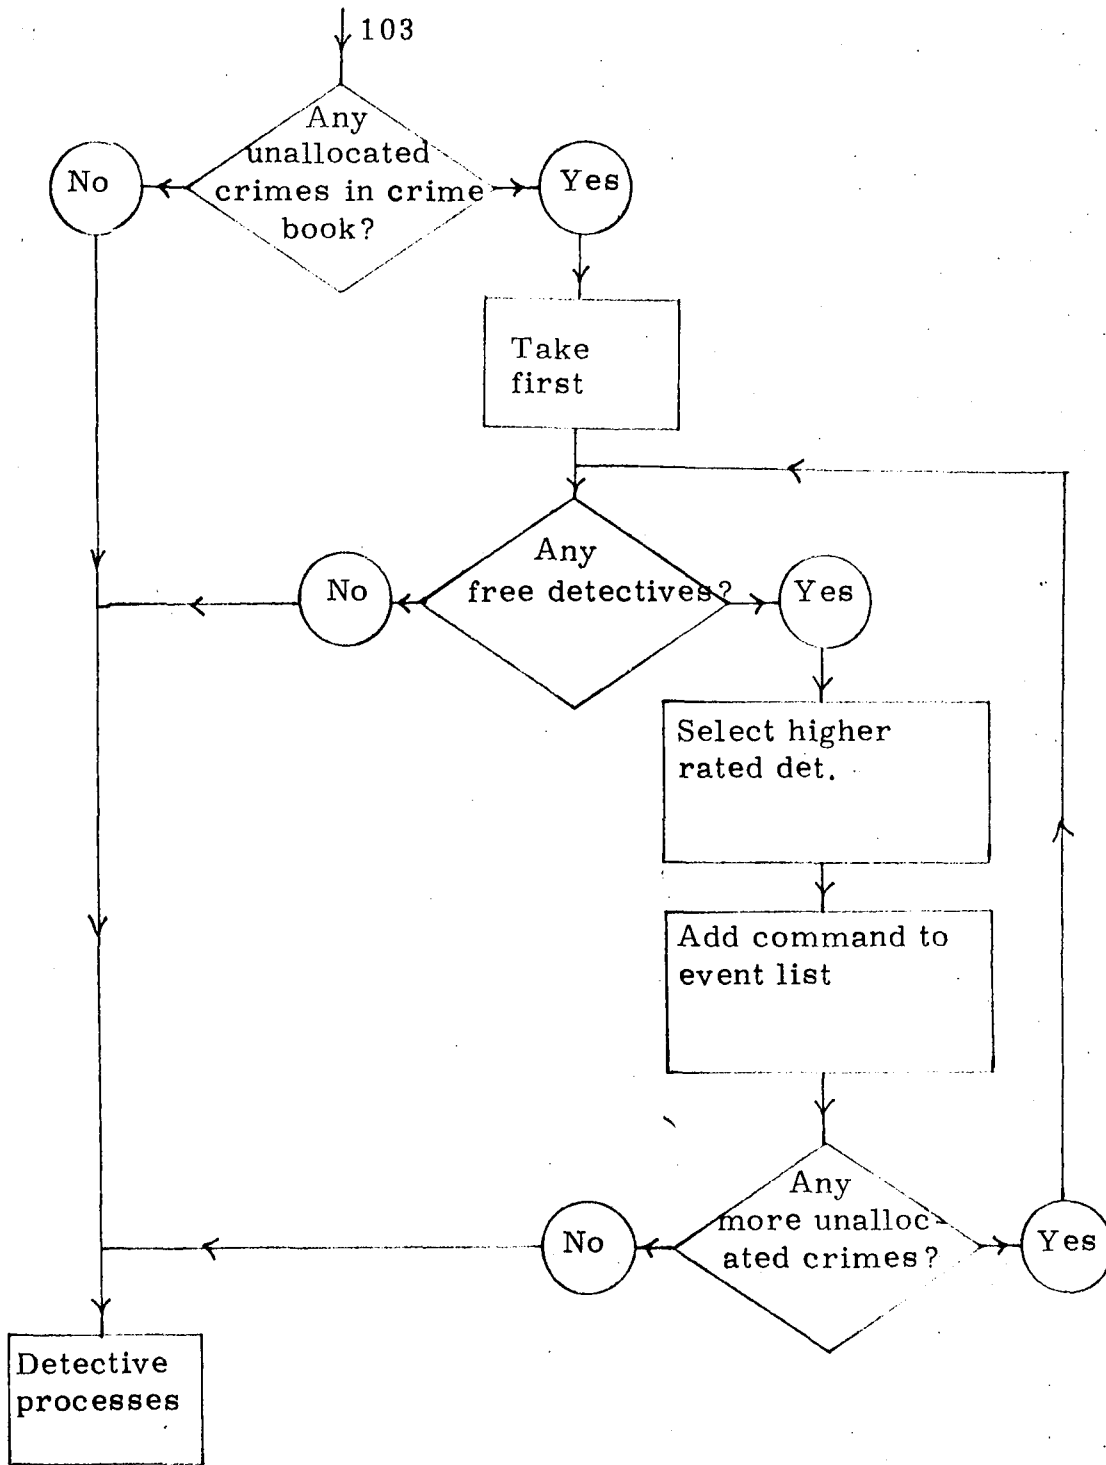 103
Any
unallocated
crimes in crime
book?
No
Yes
Take
first
Any
free detectives?
No
Yes
Select higher
rated det.
Add command to
event list
Any
more unalloc-
ated crimes?
No
Yes
Detective
processes